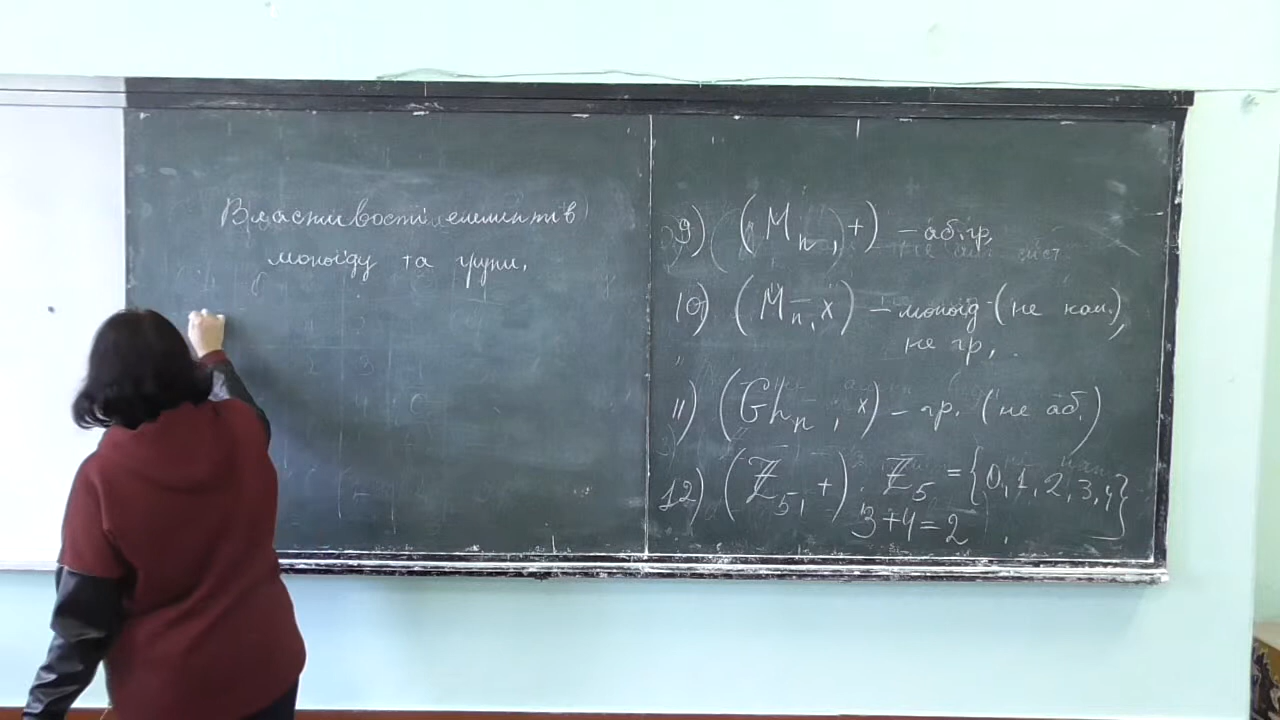 Властивості елементів
моноїду та групи.
9) (Mn, +) – аб. гр.
10) (Mn, x) – моноїд (не ком.),
не гр.
11) (GLn, x) – гр. (не аб.)
12) (ℤ5, +). ℤ5 = {0, 1, 2, 3, 4}
3+4=2